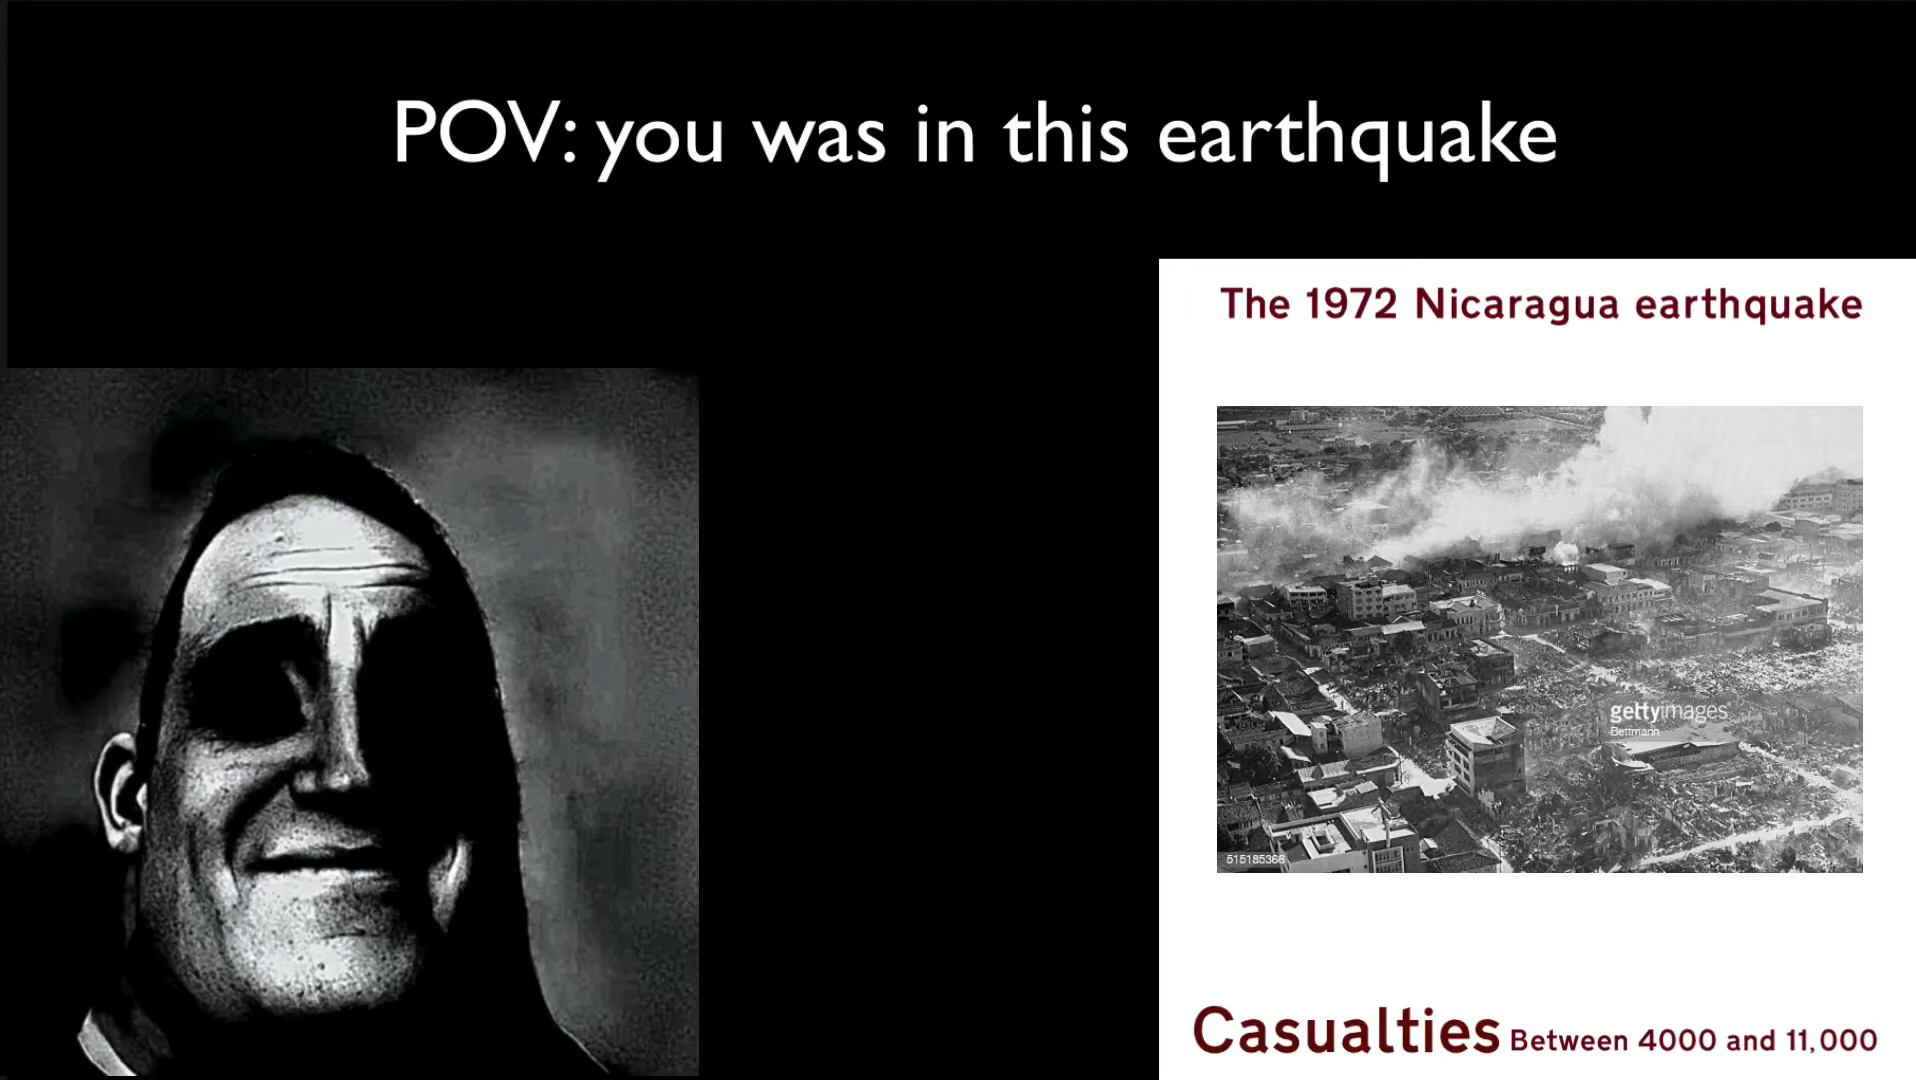 POV: you was in this earthquake
The 1972 Nicaragua earthquake
gettyimages
Bettmann
515185366
Casualties Between 4000 and 11,000